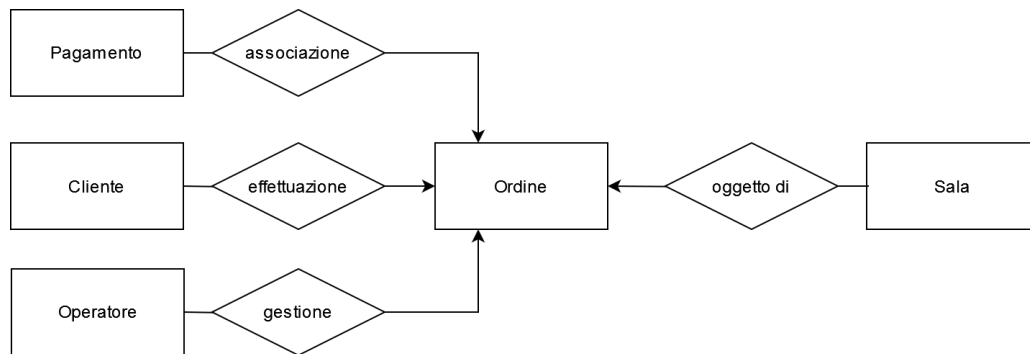 Pagamento
associazione
Cliente
effettuazione
Ordine
oggetto di
Sala
Operatore
gestione